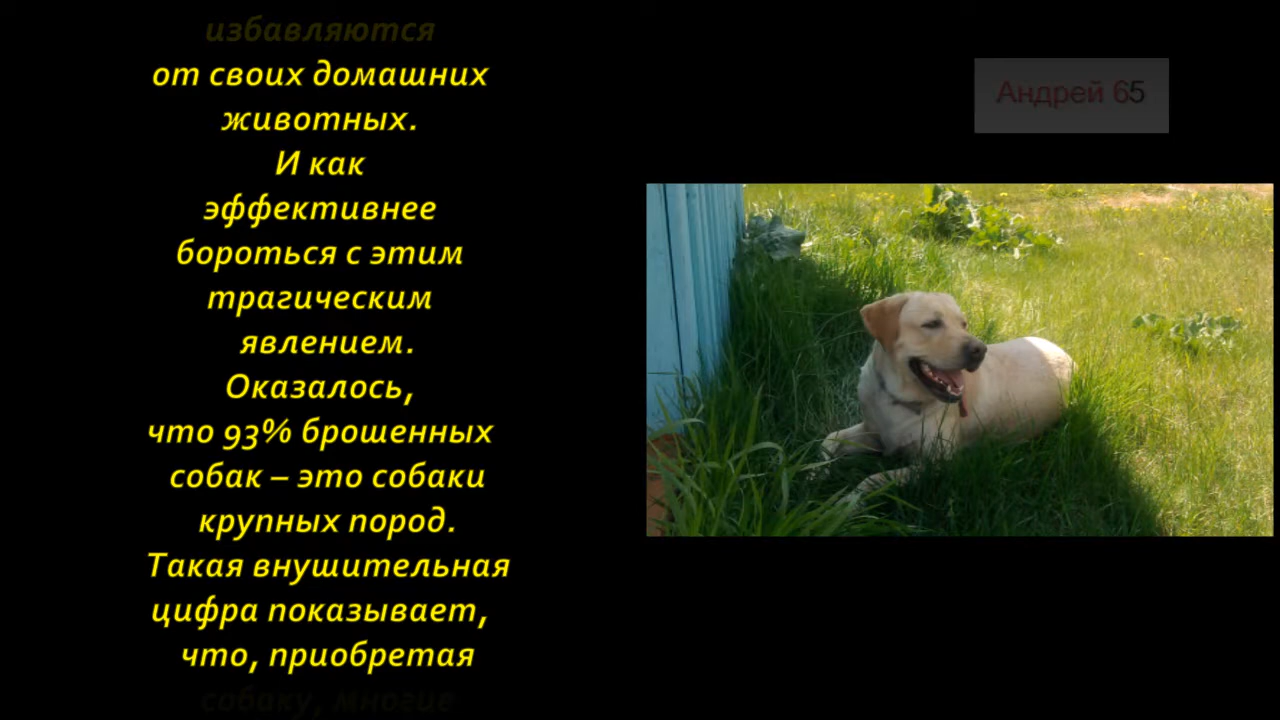 избавляются
от своих домашних
животных.
И как
эффективнее
бороться с этим
трагическим
явлением.
Оказалось,
что 93% брошенных
собак – это собаки
крупных пород.
Такая внушительная
цифра показывает,
что, приобретая
собаку, многие
Андрей 65